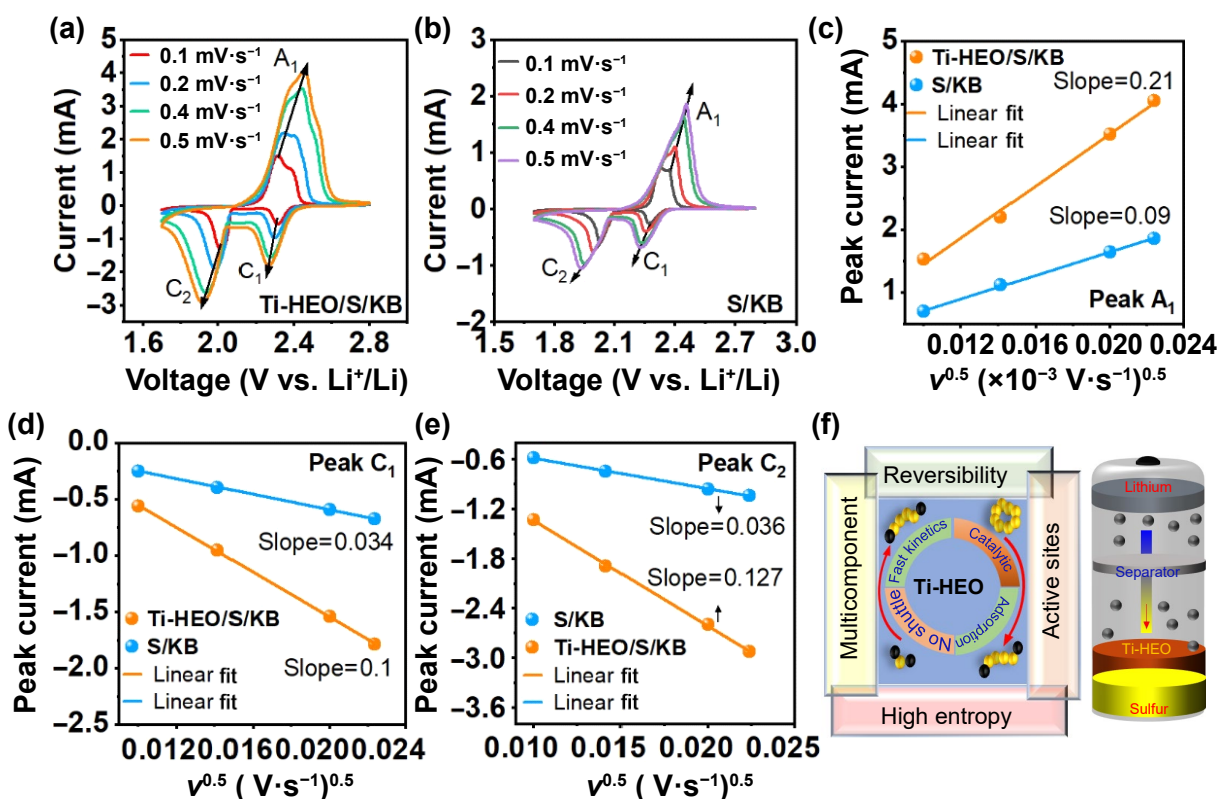 (a)
0.1 mV·s⁻¹
0.2 mV·s⁻¹
0.4 mV·s⁻¹
0.5 mV·s⁻¹
A₁
C₁
C₂
Ti-HEO/S/KB
5
4
3
2
1
0
−1
−2
−3
Current (mA)
1.6 2.0 2.4 2.8
Voltage (V vs. Li⁺/Li)
(b)
0.1 mV·s⁻¹
0.2 mV·s⁻¹
0.4 mV·s⁻¹
0.5 mV·s⁻¹
A₁
C₂
C₁
S/KB
3
2
1
0
−1
−2
Current (mA)
1.5 1.8 2.1 2.4 2.7 3.0
Voltage (V vs. Li⁺/Li)
(c)
Ti-HEO/S/KB
S/KB
Linear fit
Linear fit
Slope=0.21
Slope=0.09
Peak A₁
5
4
3
2
1
Peak current (mA)
0.012 0.016 0.020 0.024
v⁰·⁵ (×10⁻³ V·s⁻¹)⁰·⁵
(d)
Peak C₁
Slope=0.034
Ti-HEO/S/KB
S/KB
Slope=0.1
Linear fit
Linear fit
0.0
−0.5
−1.0
−1.5
−2.0
−2.5
Peak current (mA)
0.012 0.016 0.020 0.024
v⁰·⁵ ( V·s⁻¹)⁰·⁵
(e)
Peak C₂
Slope=0.036
Slope=0.127
S/KB
Ti-HEO/S/KB
Linear fit
Linear fit
−0.6
−1.2
−1.8
−2.4
−3.0
−3.6
Peak current (mA)
0.010 0.015 0.020 0.025
v⁰·⁵ ( V·s⁻¹)⁰·⁵
(f)
Reversibility
Multicomponent
Active sites
High entropy
Fast kinetics
Catalytic
Ti-HEO
No shuttle
Adsorption
Lithium
Separator
Ti-HEO
Sulfur